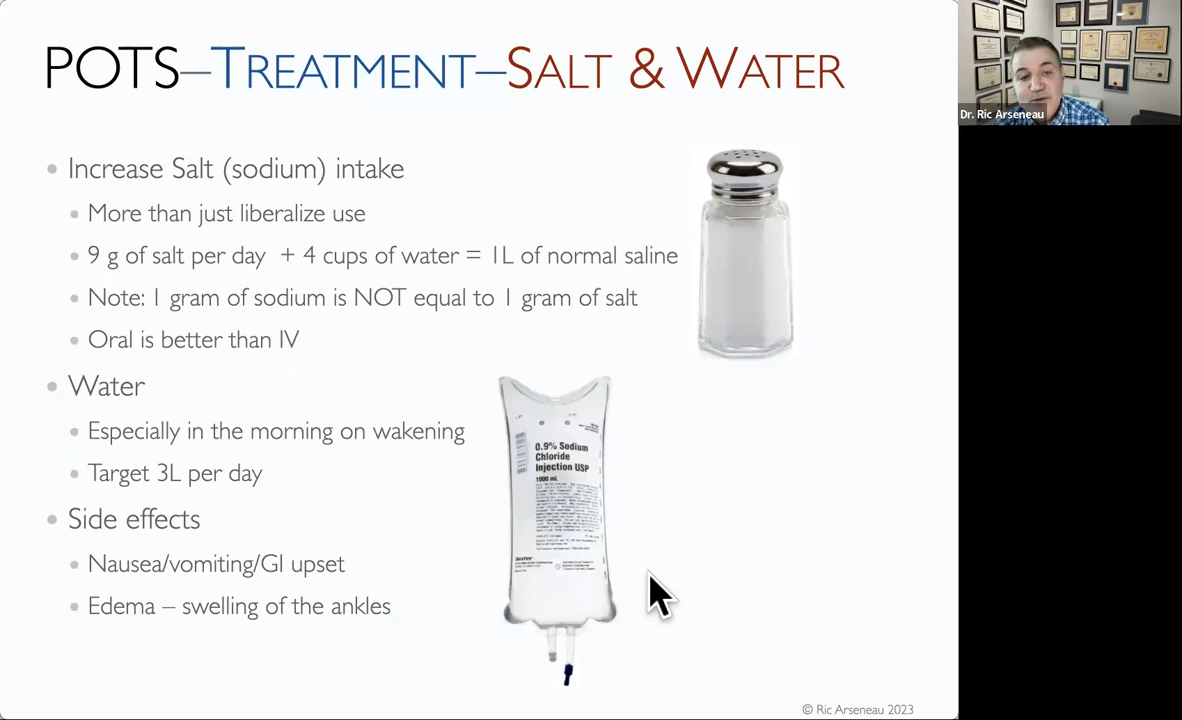 POTS–TREATMENT–SALT & WATER
Dr. Ric Arseneau
• Increase Salt (sodium) intake
• More than just liberalize use
• 9 g of salt per day + 4 cups of water = 1L of normal saline
• Note: 1 gram of sodium is NOT equal to 1 gram of salt
• Oral is better than IV
• Water
• Especially in the morning on wakening
• Target 3L per day
• Side effects
• Nausea/vomiting/GI upset
• Edema – swelling of the ankles
0.9% Sodium
Chloride
Injection USP
1000 mL
© Ric Arseneau 2023